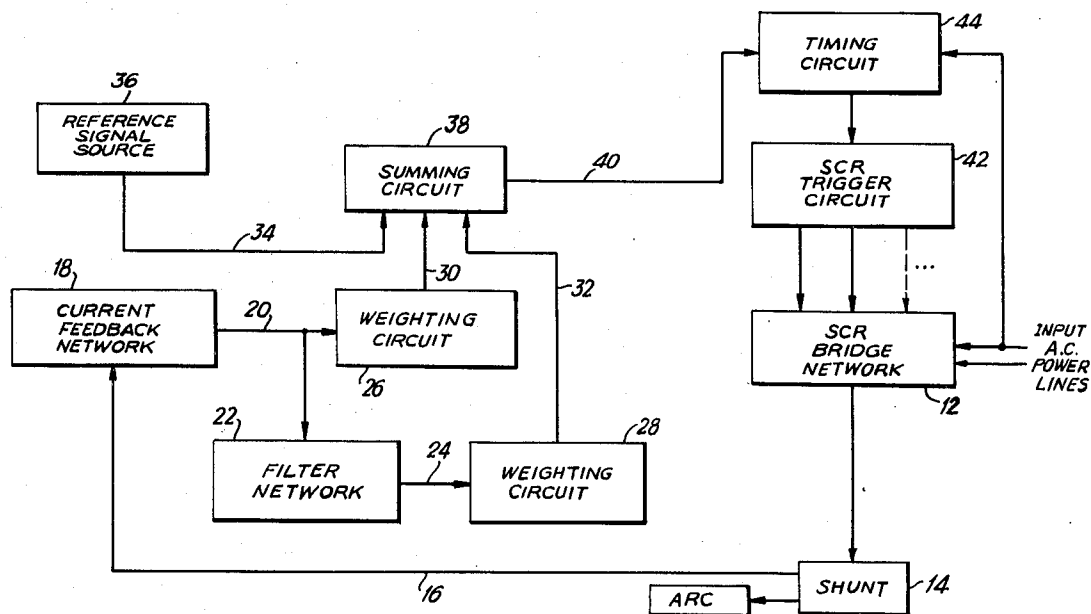 44
TIMING
CIRCUIT
36
REFERENCE
SIGNAL
SOURCE
38
SUMMING
CIRCUIT
40
42
SCR
TRIGGER
CIRCUIT
34
...
18
CURRENT
FEEDBACK
NETWORK
20
30
WEIGHTING
CIRCUIT
26
32
SCR
BRIDGE
NETWORK
12
INPUT
A.C.
POWER
LINES
22
FILTER
NETWORK
24
28
WEIGHTING
CIRCUIT
16
SHUNT
14
ARC